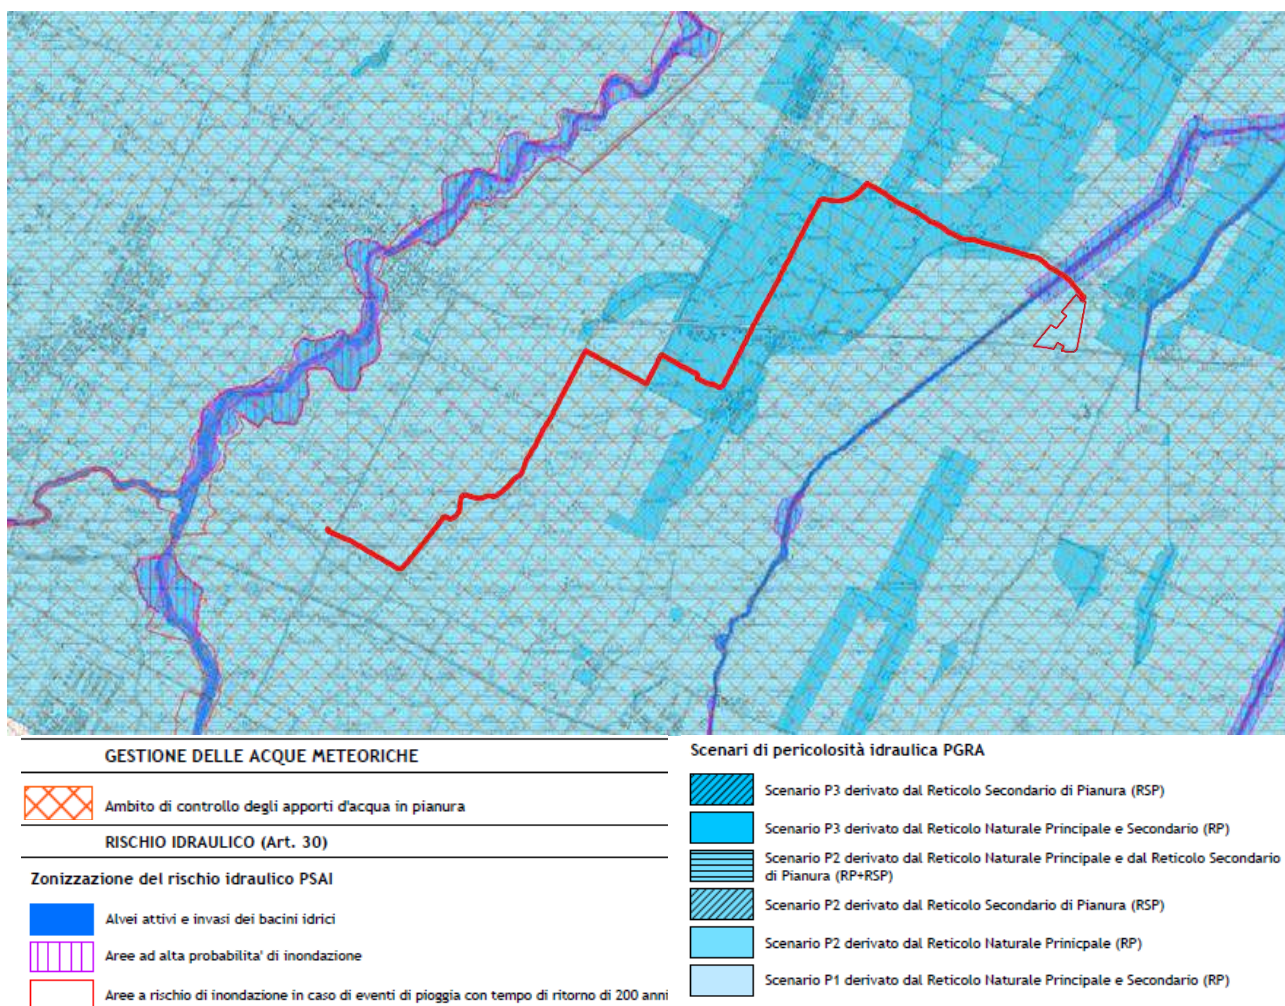 GESTIONE DELLE ACQUE METEORICHE
Ambito di controllo degli apporti d'acqua in pianura
RISCHIO IDRAULICO (Art. 30)
Zonizzazione del rischio idraulico PSAI
Alvei attivi e invasi dei bacini idrici
Aree ad alta probabilita' di inondazione
Aree a rischio di inondazione in caso di eventi di pioggia con tempo di ritorno di 200 anni
Scenari di pericolosità idraulica PGRA
Scenario P3 derivato dal Reticolo Secondario di Pianura (RSP)
Scenario P3 derivato dal Reticolo Naturale Principale e Secondario (RP)
Scenario P2 derivato dal Reticolo Naturale Principale e dal Reticolo Secondario
di Pianura (RP+RSP)
Scenario P2 derivato dal Reticolo Secondario di Pianura (RSP)
Scenario P2 derivato dal Reticolo Naturale Prinicpale (RP)
Scenario P1 derivato dal Reticolo Naturale Principale e Secondario (RP)